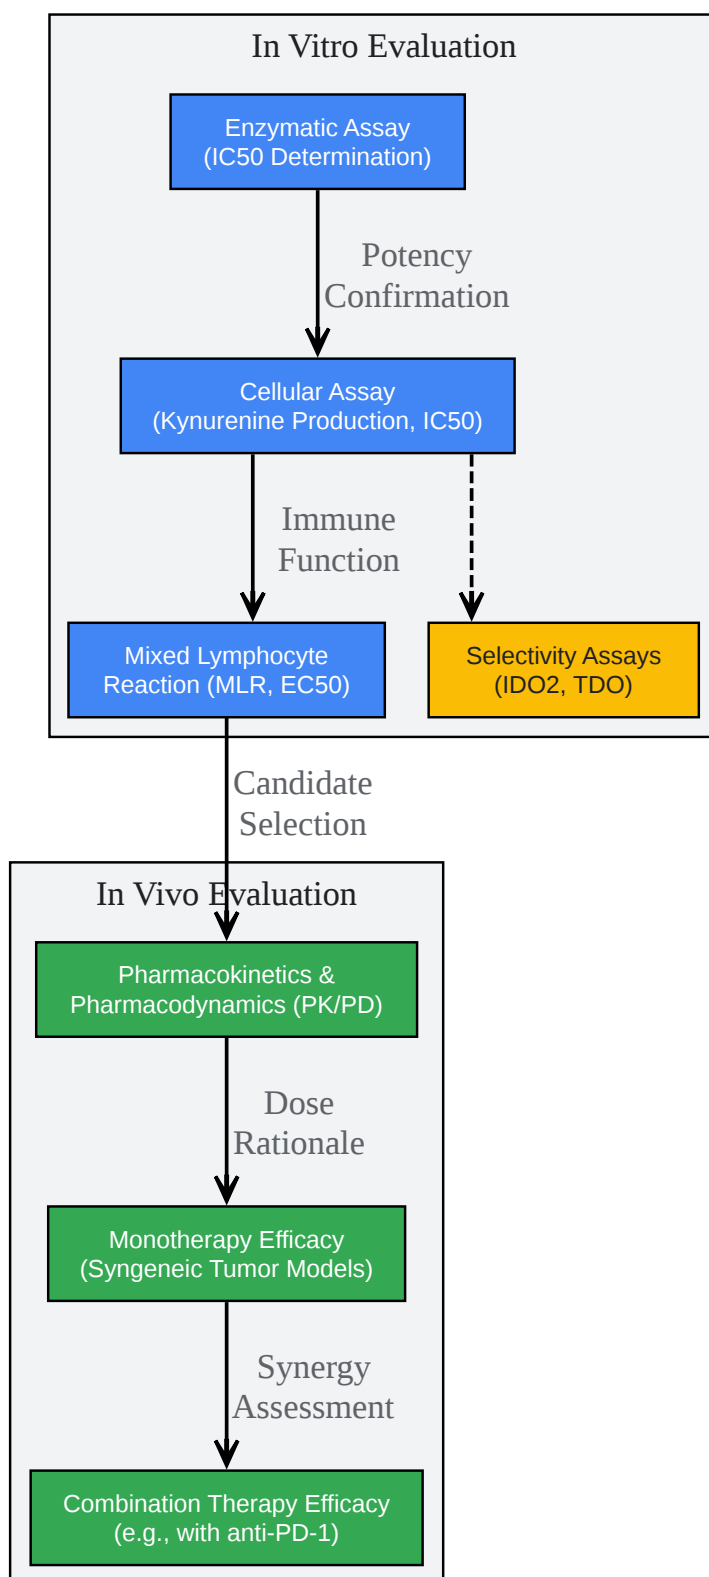 In Vitro Evaluation
Enzymatic Assay
(IC50 Determination)
Potency
Confirmation
Cellular Assay
(Kynurenine Production, IC50)
Immune
Function
Mixed Lymphocyte
Reaction (MLR, EC50)
Selectivity Assays
(IDO2, TDO)
Candidate
Selection
In Vivo Evaluation
Pharmacokinetics &
Pharmacodynamics (PK/PD)
Dose
Rationale
Monotherapy Efficacy
(Syngeneic Tumor Models)
Synergy
Assessment
Combination Therapy Efficacy
(e.g., with anti-PD-1)